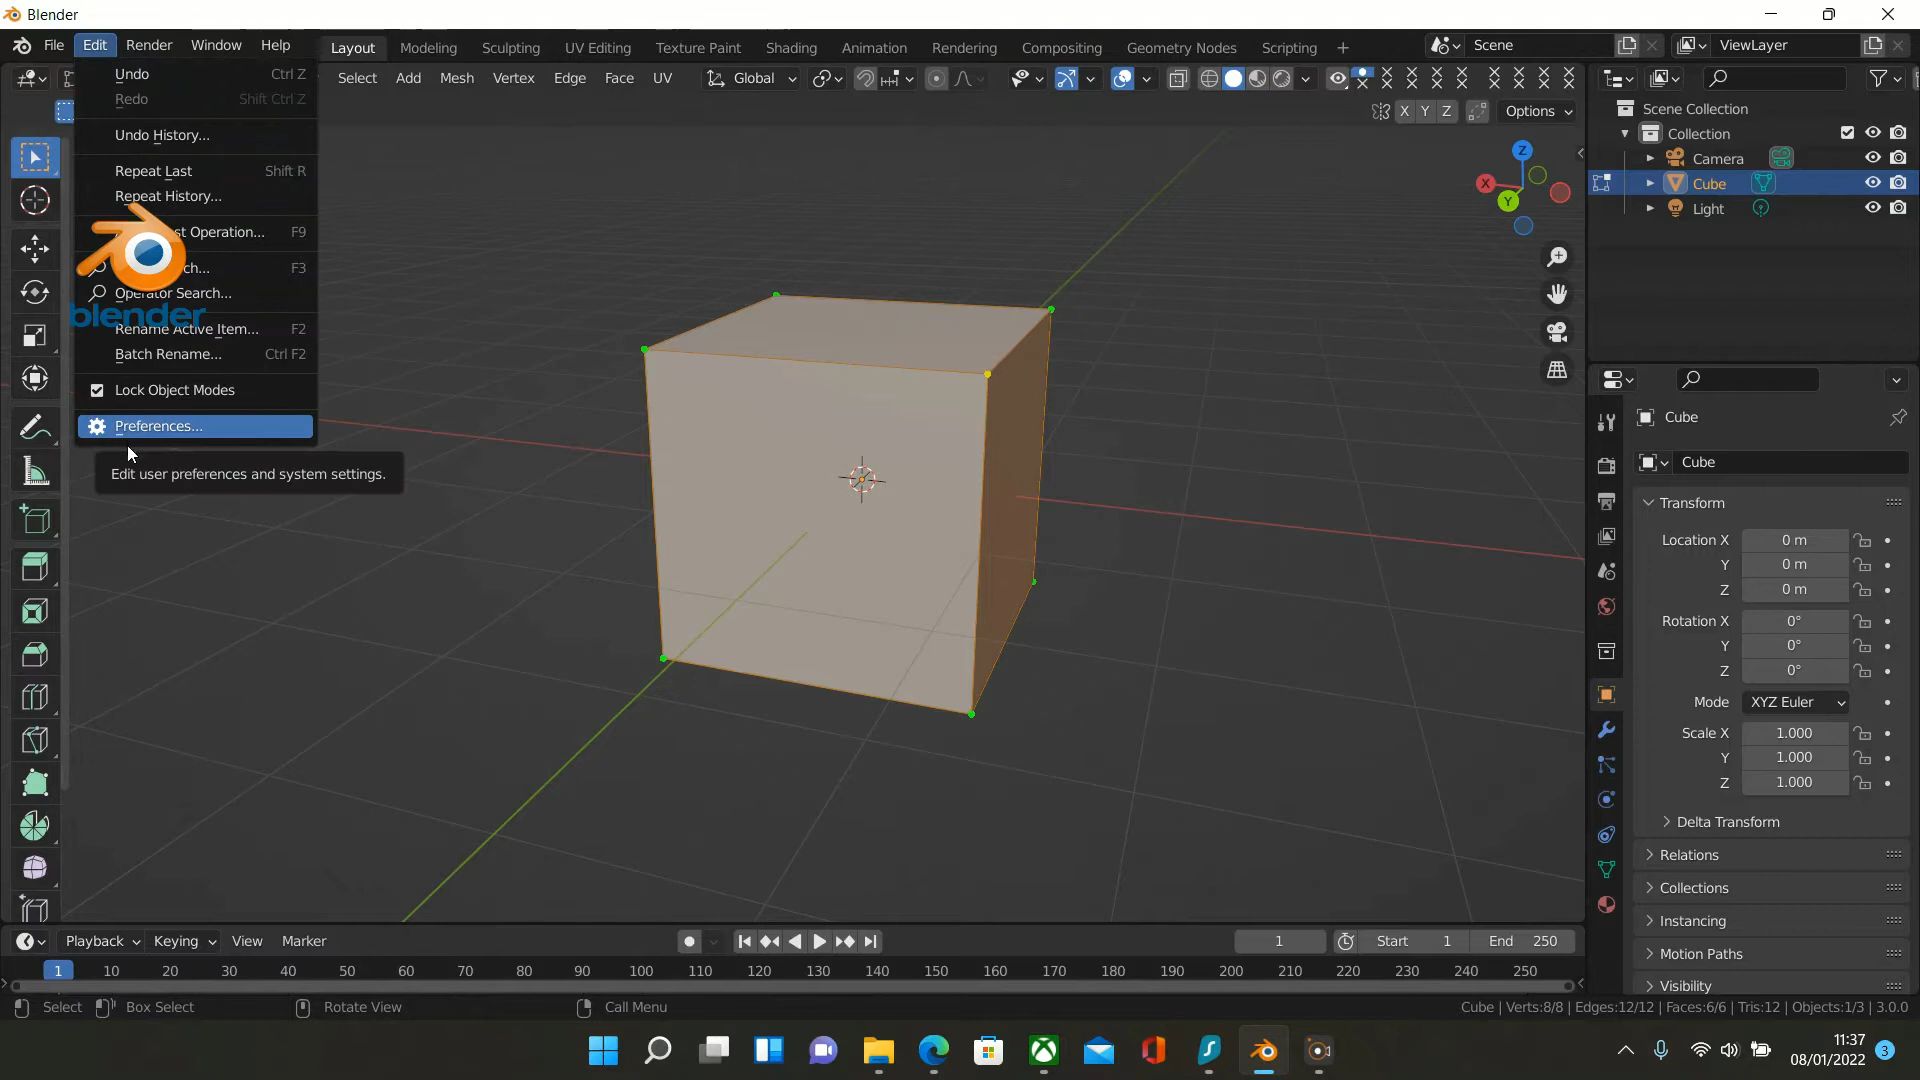 Blender
File Edit Render Window Help Layout Modeling Sculpting UV Editing Texture Paint Shading Animation Rendering Compositing Geometry Nodes Scripting + Scene ViewLayer
Select Add Mesh Vertex Edge Face UV Global
X Y Z Options
Undo Ctrl Z
Redo Shift Ctrl Z
Undo History...
Repeat Last Shift R
Repeat History...
st Operation... F9
ch... F3
Operator Search...
blender
Rename Active Item... F2
Batch Rename... Ctrl F2
Lock Object Modes
Preferences...
Edit user preferences and system settings.
Z
X
Y
Scene Collection
Collection
Camera
Cube
Light
Cube
Cube
Transform
Location X 0 m
Y 0 m
Z 0 m
Rotation X 0°
Y 0°
Z 0°
Mode XYZ Euler
Scale X 1.000
Y 1.000
Z 1.000
Delta Transform
Relations
Collections
Instancing
Motion Paths
Visibility
Playback Keying View Marker 1 Start 1 End 250
1 10 20 30 40 50 60 70 80 90 100 110 120 130 140 150 160 170 180 190 200 210 220 230 240 250
Select Box Select Rotate View Call Menu Cube | Verts:8/8 | Edges:12/12 | Faces:6/6 | Tris:12 | Objects:1/3 | 3.0.0
11:37
08/01/2022 3